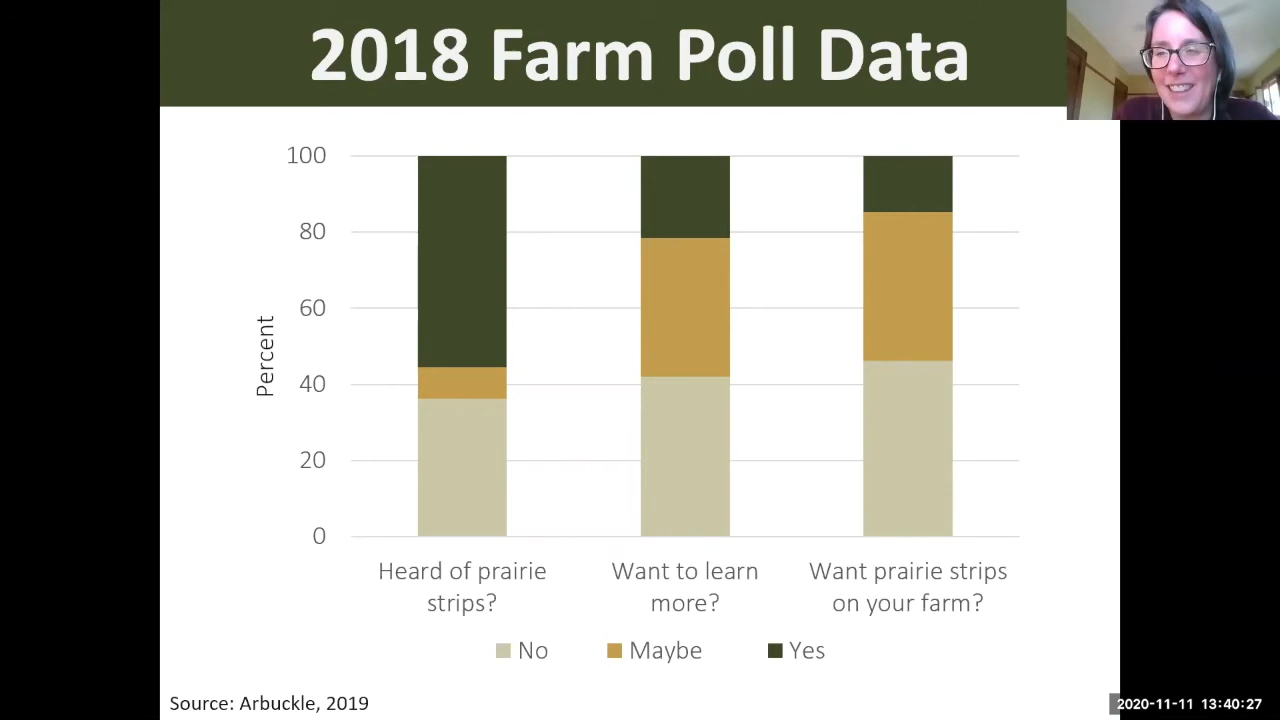 2018 Farm Poll Data
100
80
60
40
20
0
Percent
Heard of prairie
strips?
Want to learn
more?
Want prairie strips
on your farm?
No
Maybe
Yes
Source: Arbuckle, 2019
2020-11-11 13:40:27